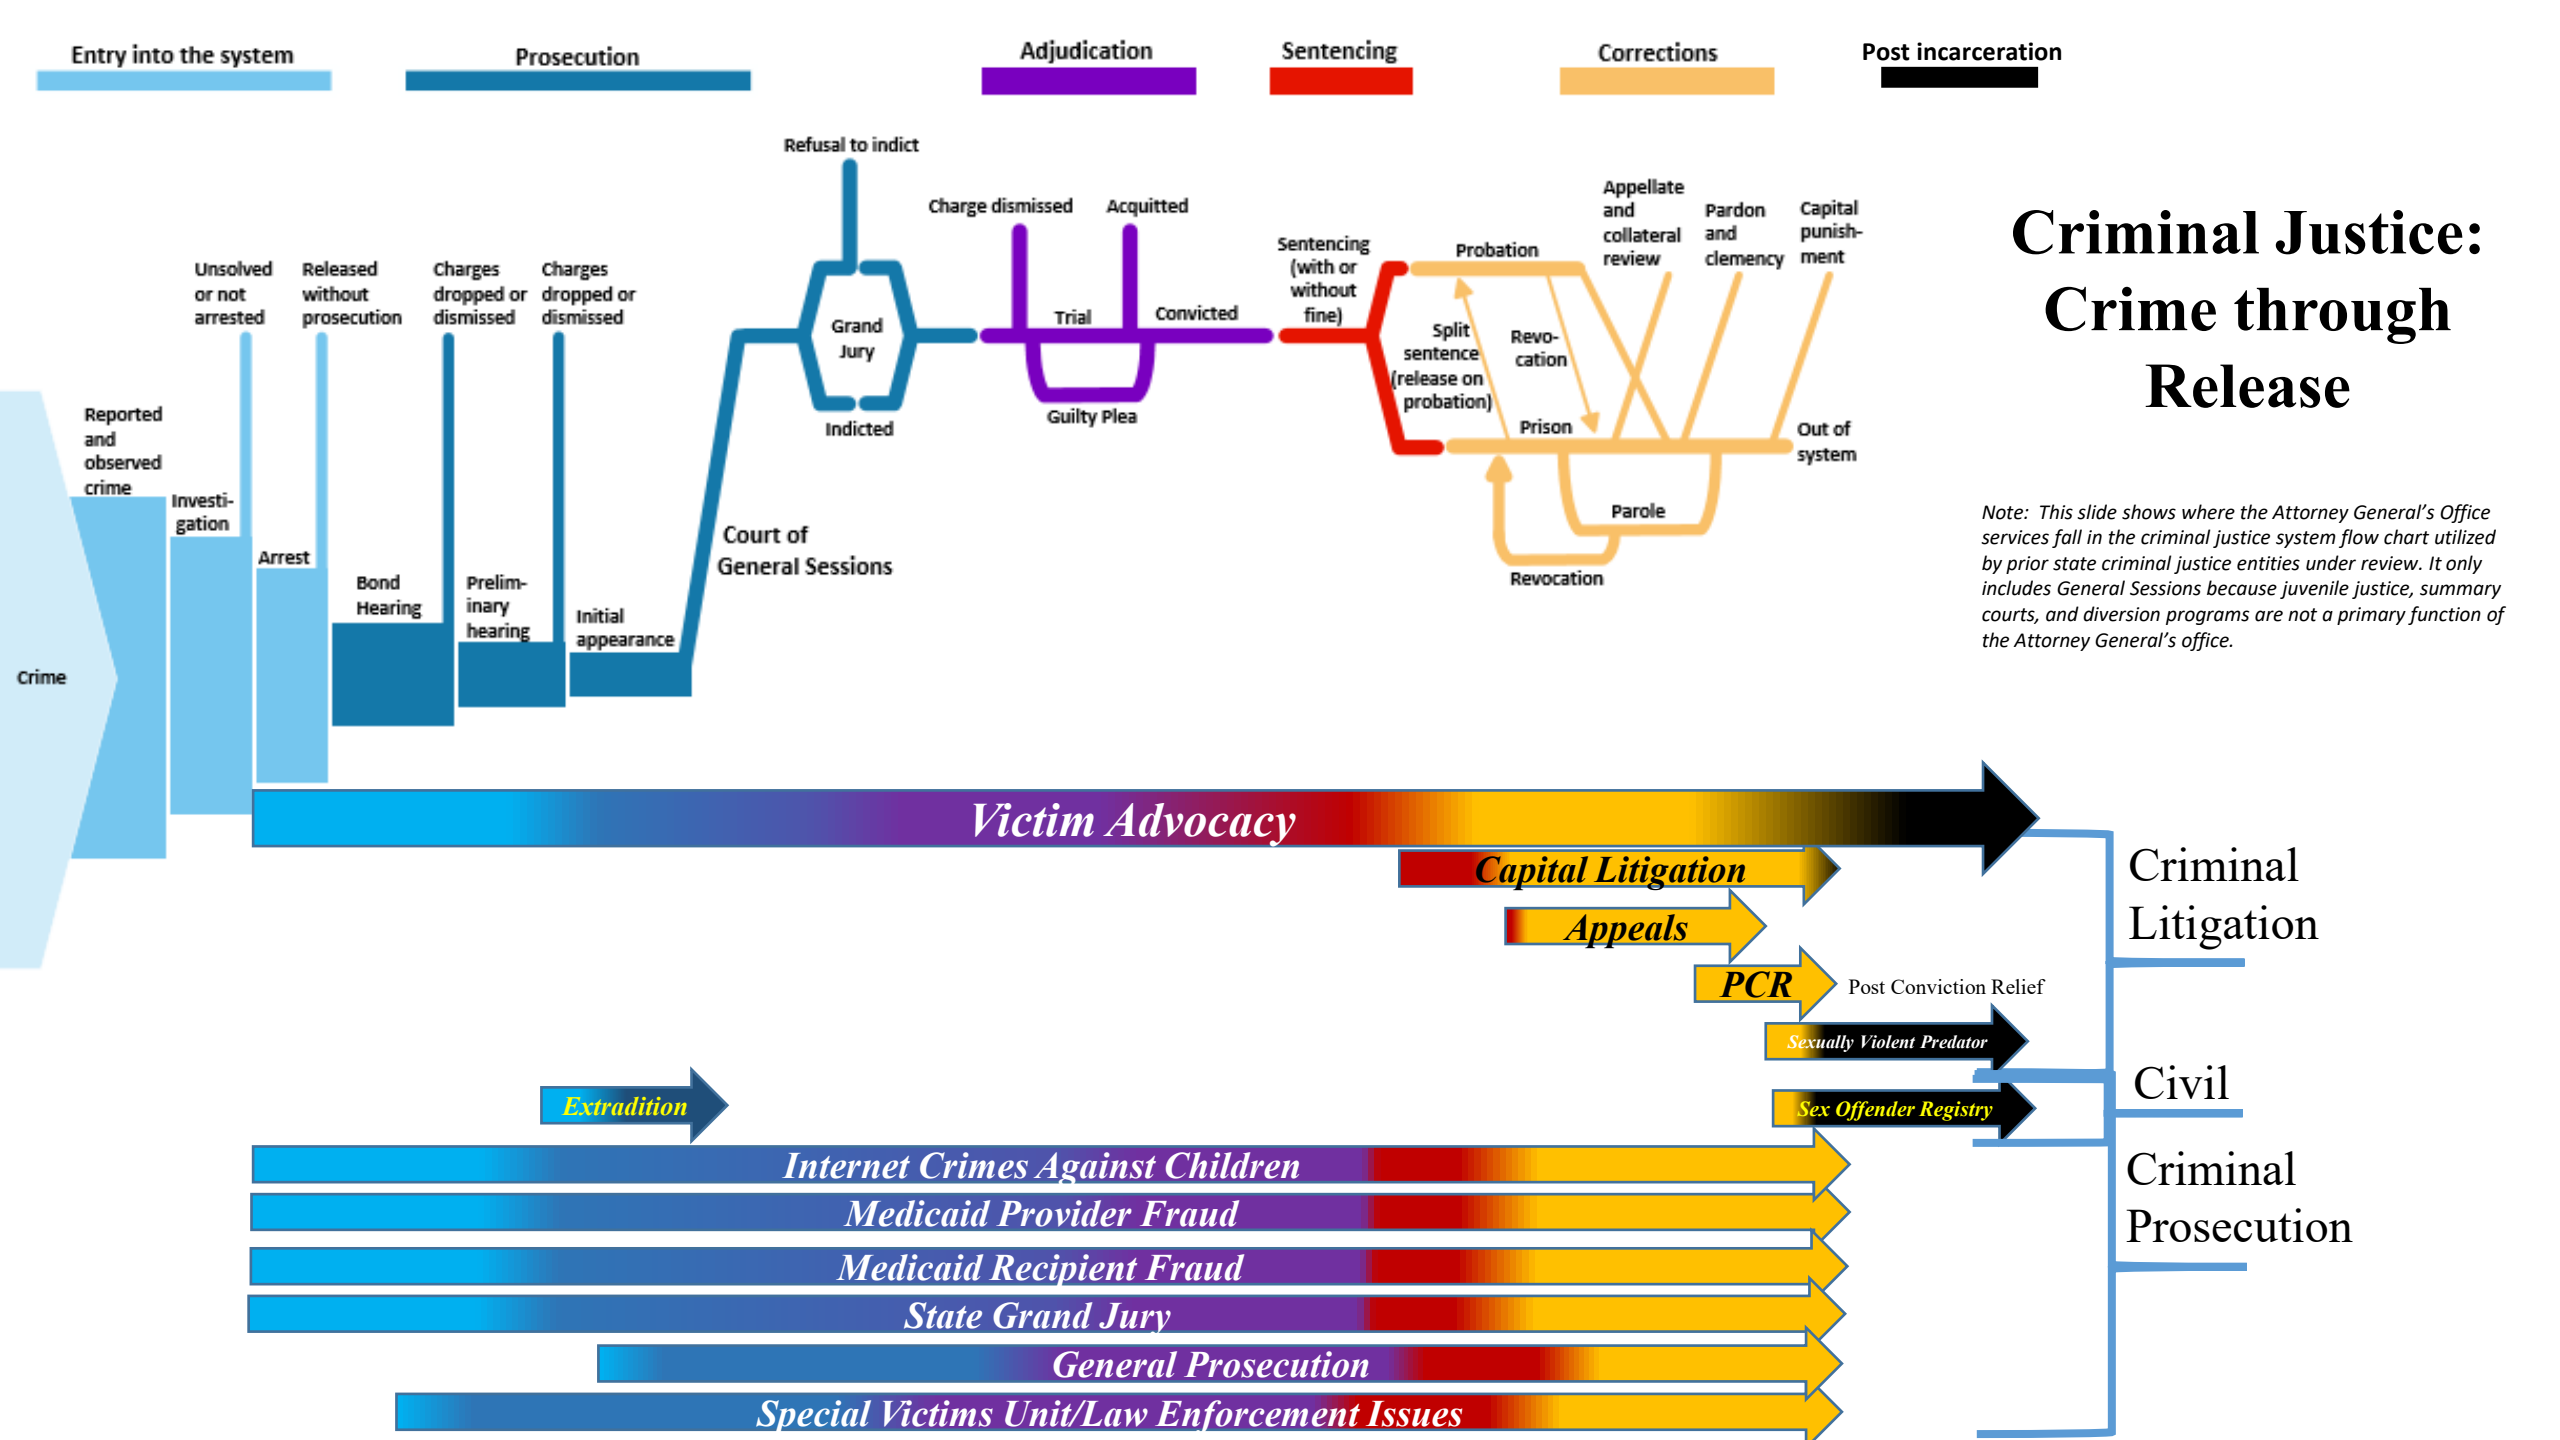 Entry into the system
Prosecution
Adjudication
Sentencing
Corrections
Post incarceration
Refusal to indict
Charge dismissed
Acquitted
Appellate
and
collateral
review
Pardon
and
clemency
Capital
punish-
ment
Criminal Justice:
Crime through
Release
Unsolved
or not
arrested
Released
without
prosecution
Charges
dropped or
dismissed
Charges
dropped or
dismissed
Grand
Jury
Indicted
Trial
Convicted
Guilty Plea
Sentencing
(with or
without
fine)
Probation
Split
sentence
(release on
probation)
Revo-
cation
Prison
Out of
system
Parole
Revocation
Reported
and
observed
crime
Investi-
gation
Arrest
Bond
Hearing
Prelim-
inary
hearing
Initial
appearance
Court of
General Sessions
Crime
Note:  This slide shows where the Attorney General's Office
services fall in the criminal justice system flow chart utilized
by prior state criminal justice entities under review. It only
includes General Sessions because juvenile justice, summary
courts, and diversion programs are not a primary function of
the Attorney General's office.
Victim Advocacy
Capital Litigation
Appeals
PCR
Post Conviction Relief
Sexually Violent Predator
Criminal
Litigation
Extradition
Sex Offender Registry
Civil
Internet Crimes Against Children
Medicaid Provider Fraud
Medicaid Recipient Fraud
State Grand Jury
General Prosecution
Special Victims Unit/Law Enforcement Issues
Criminal
Prosecution